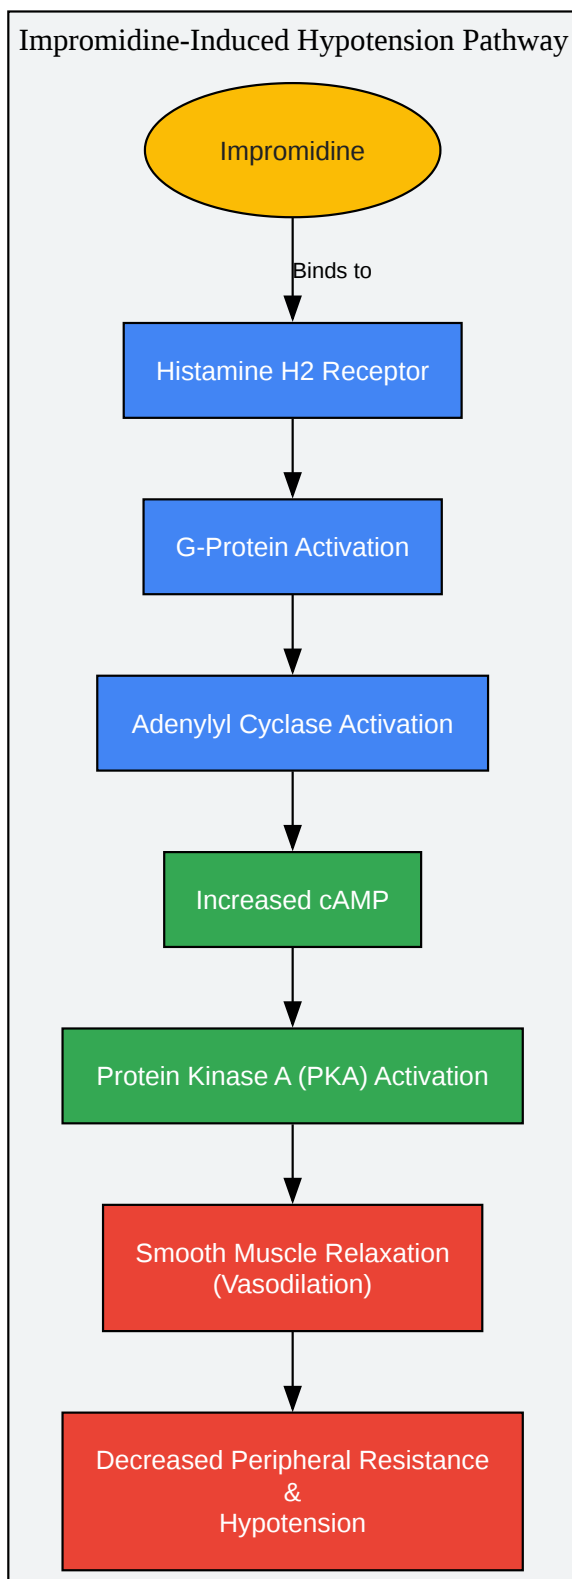 Impromidine-Induced Hypotension Pathway
Impromidine
Binds to
Histamine H2 Receptor
G-Protein Activation
Adenylyl Cyclase Activation
Increased cAMP
Protein Kinase A (PKA) Activation
Smooth Muscle Relaxation
(Vasodilation)
Decreased Peripheral Resistance
&
Hypotension